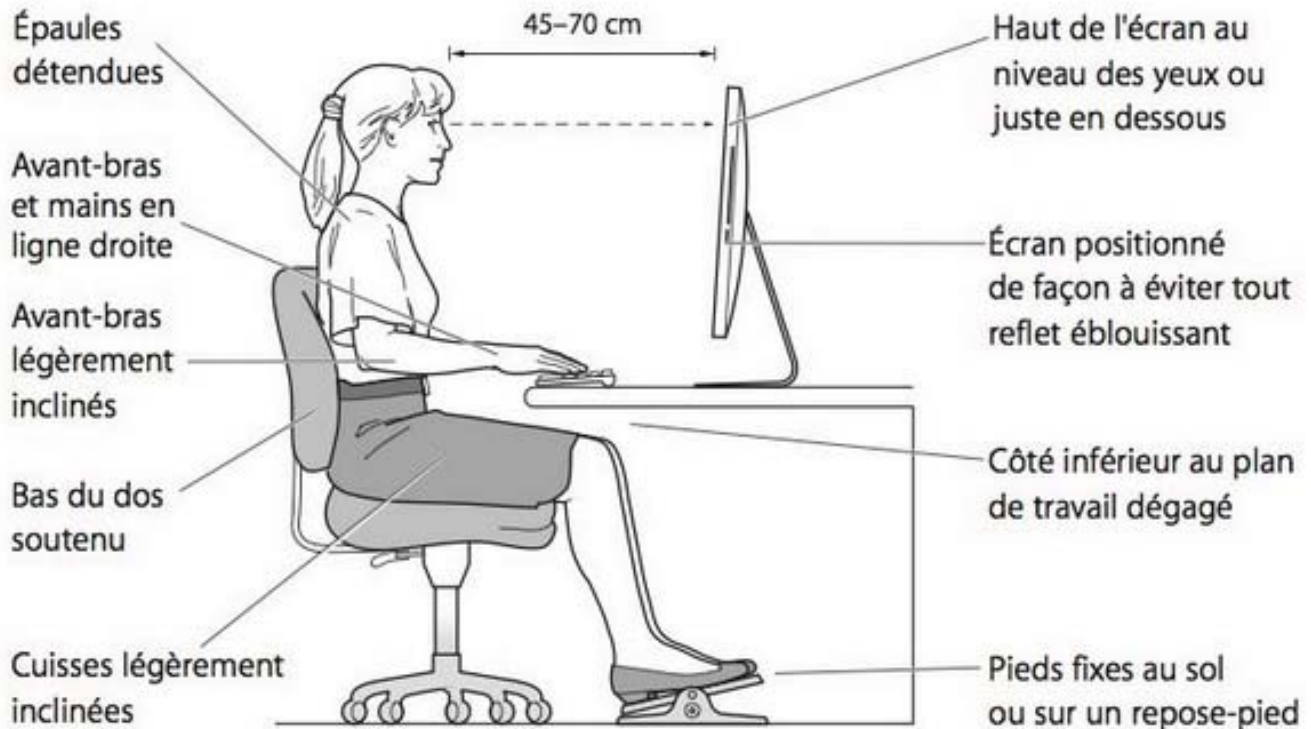 Épaules
détendues
Avant-bras
et mains en
ligne droite
Avant-bras
légèrement
inclinés
Bas du dos
soutenu
Cuisses légèrement
inclinées
45–70 cm
Haut de l'écran au
niveau des yeux ou
juste en dessous
Écran positionné
de façon à éviter tout
reflet éblouissant
Côté inférieur au plan
de travail dégagé
Pieds fixes au sol
ou sur un repose-pied